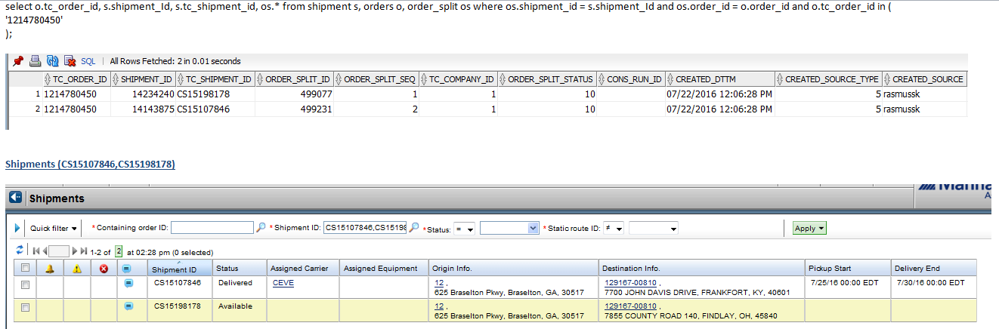 select o.tc_order_id, s.shipment_Id, s.tc_shipment_id, os.* from shipment s, orders o, order_split os where os.shipment_id = s.shipment_Id and os.order_id = o.order_id and o.tc_order_id in (
'1214780450'
);
SQL | All Rows Fetched: 2 in 0.01 seconds
TC_ORDER_ID SHIPMENT_ID TC_SHIPMENT_ID ORDER_SPLIT_ID ORDER_SPLIT_SEQ TC_COMPANY_ID ORDER_SPLIT_STATUS CONS_RUN_ID CREATED_DTTM CREATED_SOURCE_TYPE CREATED_SOURCE
1 1214780450 14234240 CS15198178 499077 1 1 10 07/22/2016 12:06:28 PM 5 rasmussk
2 1214780450 14143875 CS15107846 499231 2 1 10 07/22/2016 12:06:28 PM 5 rasmussk
Shipments (CS15107846,CS15198178)
Shipments
Quick filter * Containing order ID: * Shipment ID: CS15107846,CS15198 * Status: = * Static route ID: ≠ Apply
1-2 of 2 at 02:28 pm (0 selected)
Shipment ID Status Assigned Carrier Assigned Equipment Origin Info. Destination Info. Pickup Start Delivery End
CS15107846 Delivered CEVE 12 , 129167-00810 , 7/25/16 00:00 EDT 7/30/16 00:00 EDT
625 Braselton Pkwy, Braselton, GA, 30517 7700 JOHN DAVIS DRIVE, FRANKFORT, KY, 40601
CS15198178 Available 12 , 129167-00810 ,
625 Braselton Pkwy, Braselton, GA, 30517 7855 COUNTY ROAD 140, FINDLAY, OH, 45840